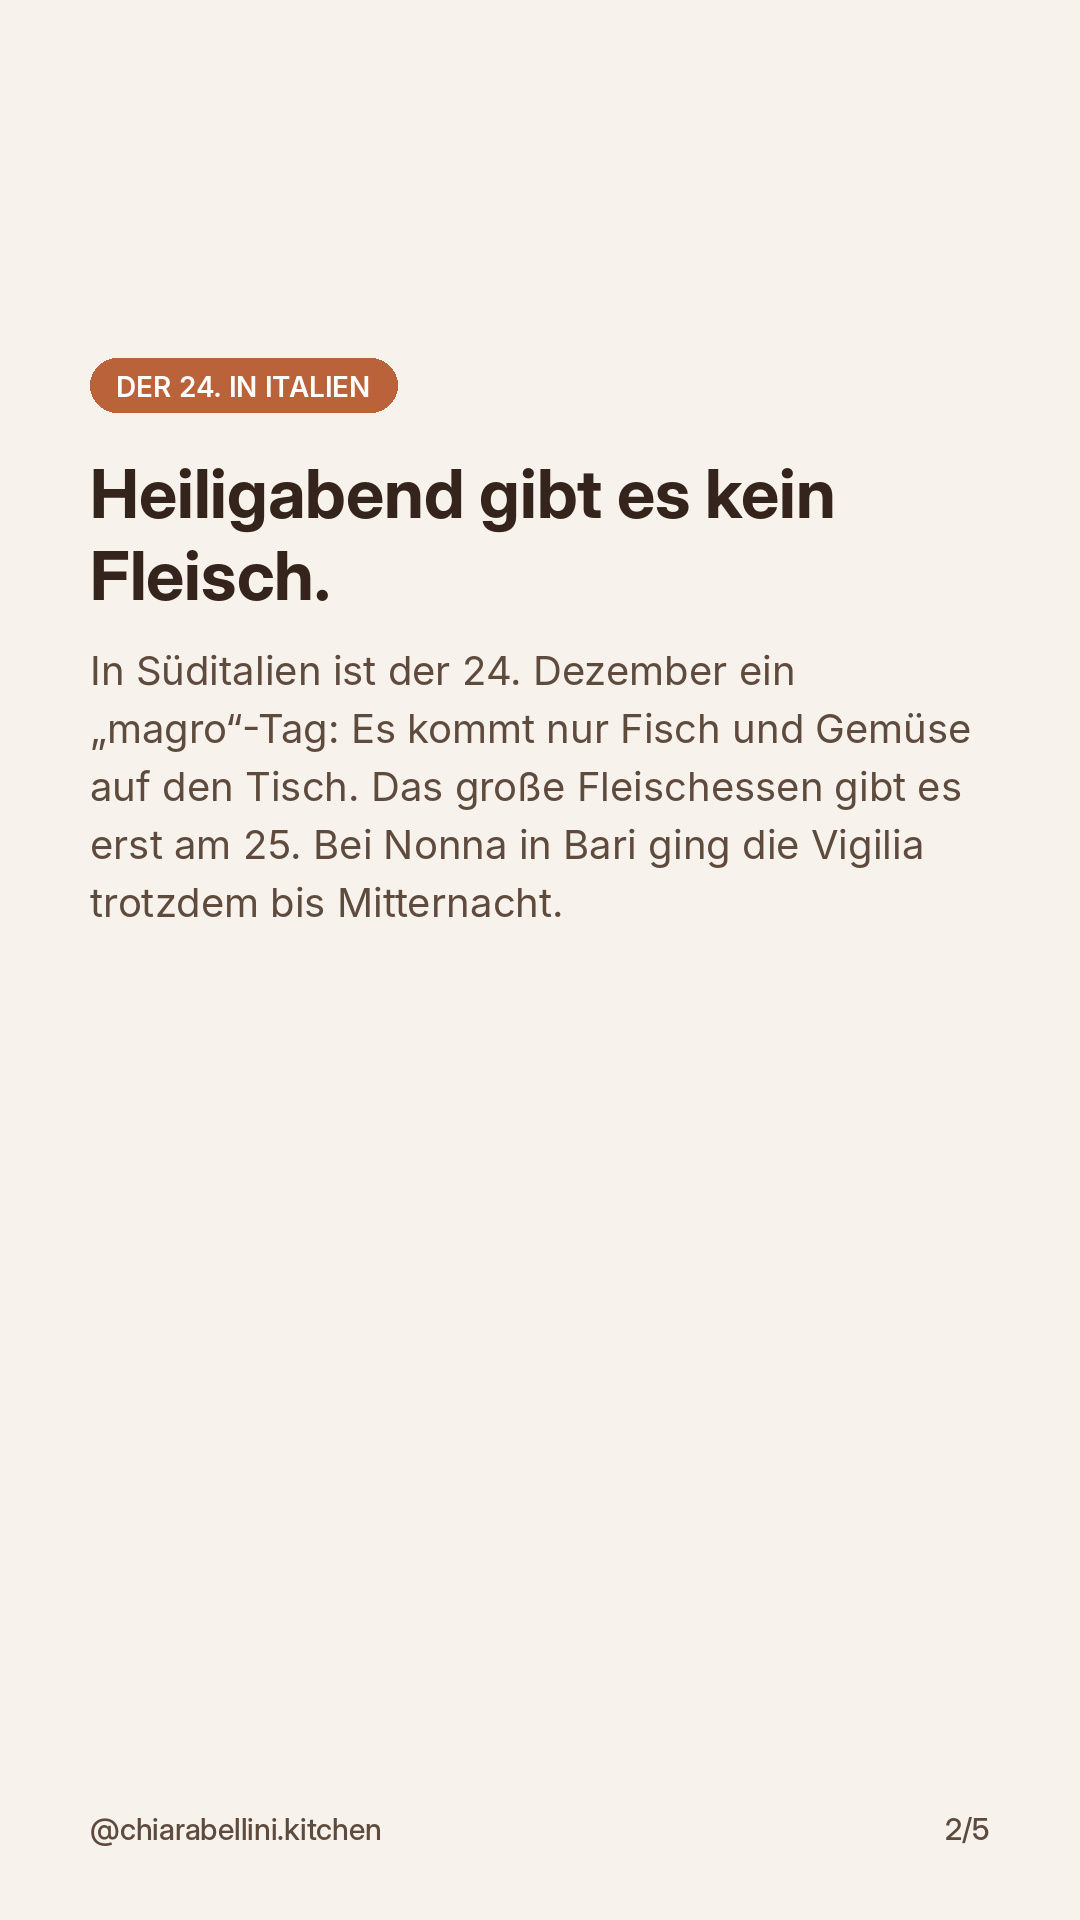 DER 24. IN ITALIEN
Heiligabend gibt es kein
Fleisch.
In Süditalien ist der 24. Dezember ein
„magro“-Tag: Es kommt nur Fisch und Gemüse
auf den Tisch. Das große Fleischessen gibt es
erst am 25. Bei Nonna in Bari ging die Vigilia
trotzdem bis Mitternacht.
@chiarabellini.kitchen
2/5